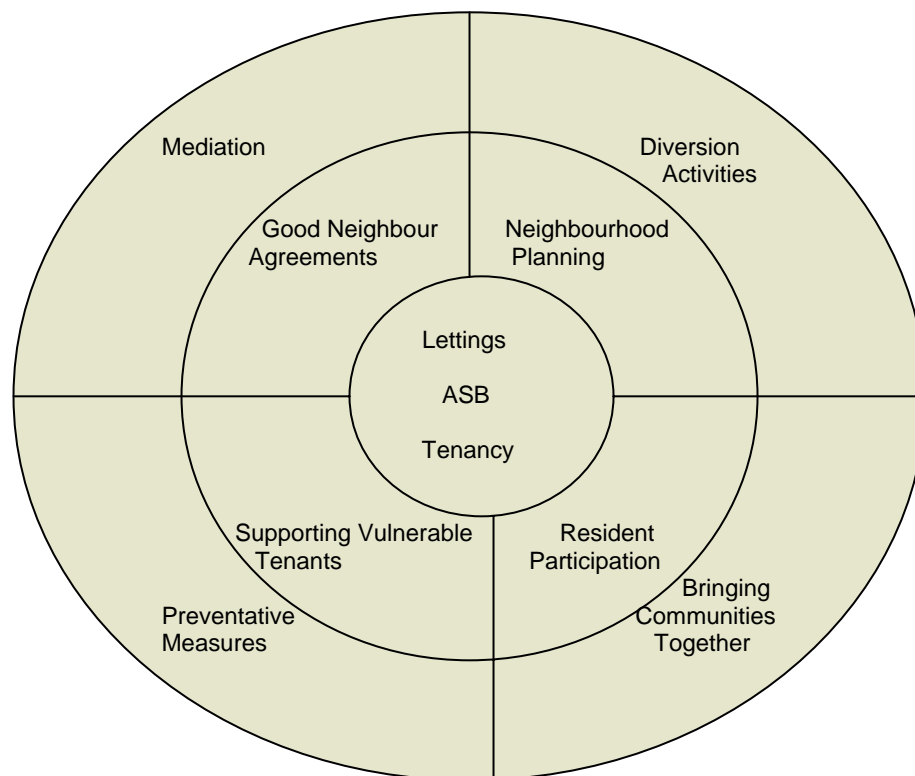 Mediation
Diversion
Activities
Good Neighbour
Agreements
Neighbourhood
Planning
Lettings
ASB
Tenancy
Supporting Vulnerable
Tenants
Resident
Participation
Preventative
Measures
Bringing
Communities
Together